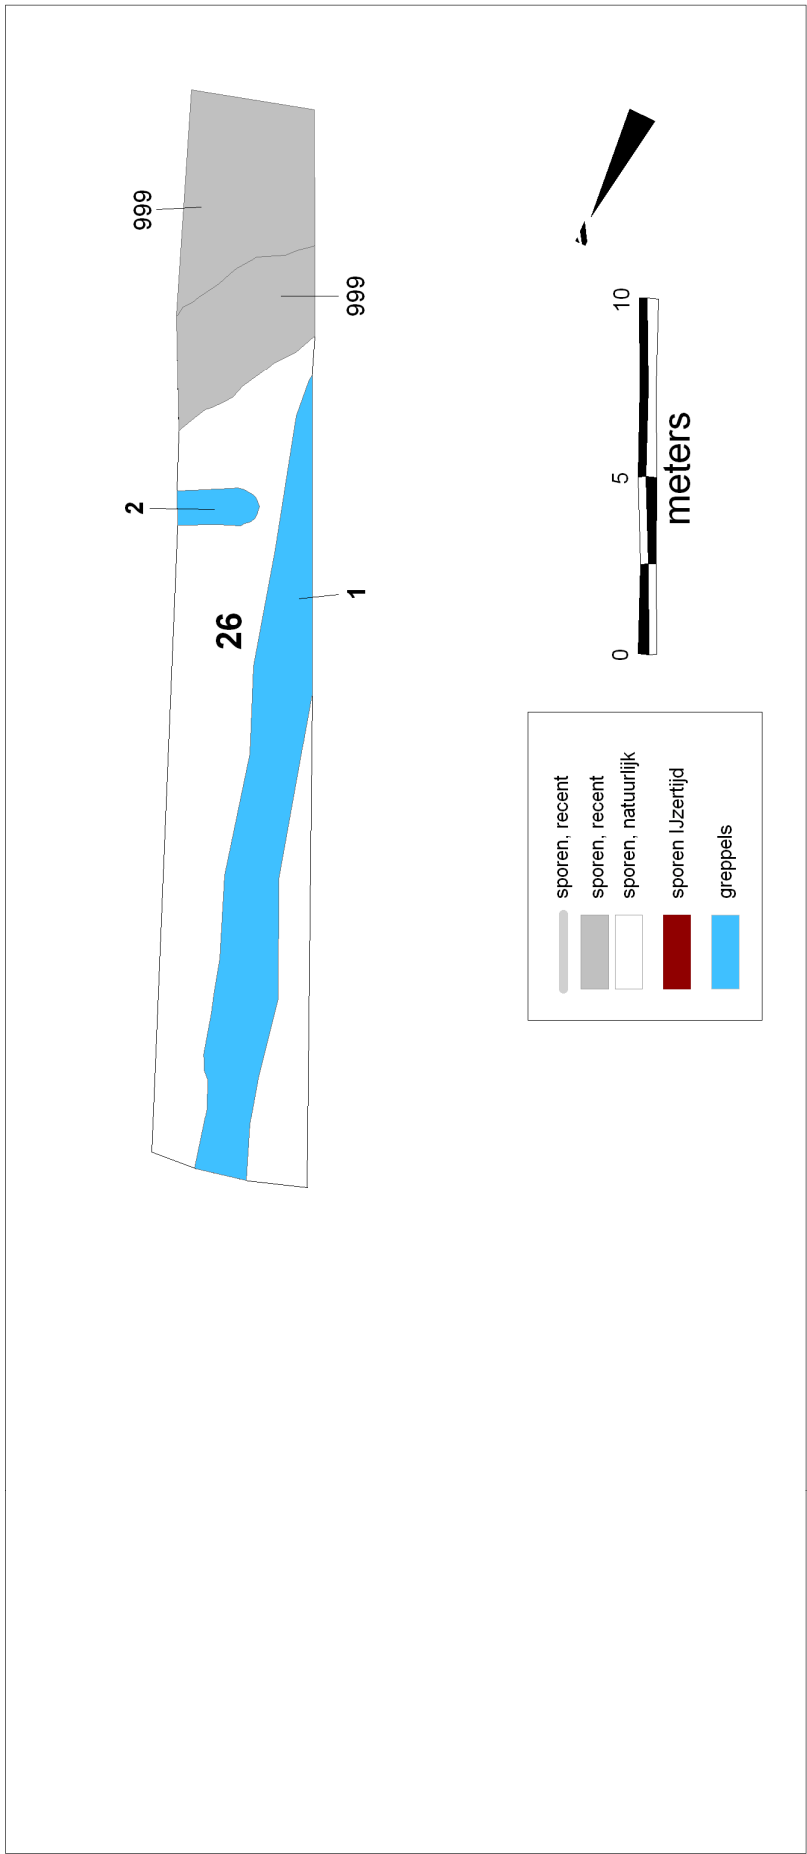 999
999
2
26
1
0
5
10
meters
sporen, recent
sporen, recent
sporen, natuurlijk
sporen IJzertijd
greppels